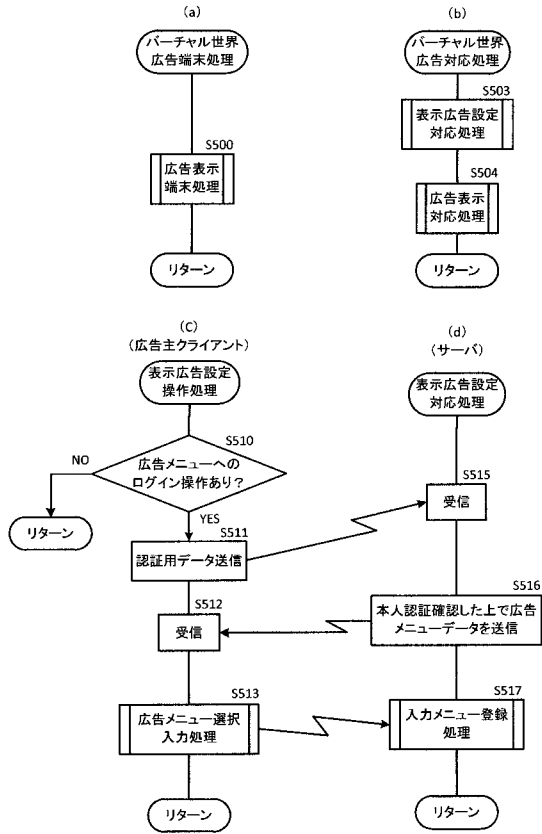 (a)
バーチャル世界
広告端末処理
S500
広告表示
端末処理
リターン
(b)
バーチャル世界
広告対応処理
S503
表示広告設定
対応処理
S504
広告表示
対応処理
リターン
(C)
(広告主クライアント)
表示広告設定
操作処理
S510
広告メニューへの
ログイン操作あり?
NO
リターン
YES
S511
認証用データ送信
S512
受信
S513
広告メニュー選択
入力処理
リターン
(d)
(サーバ)
表示広告設定
対応処理
S515
受信
S516
本人認証確認した上で広告
メニューデータを送信
S517
入力メニュー登録
処理
リターン